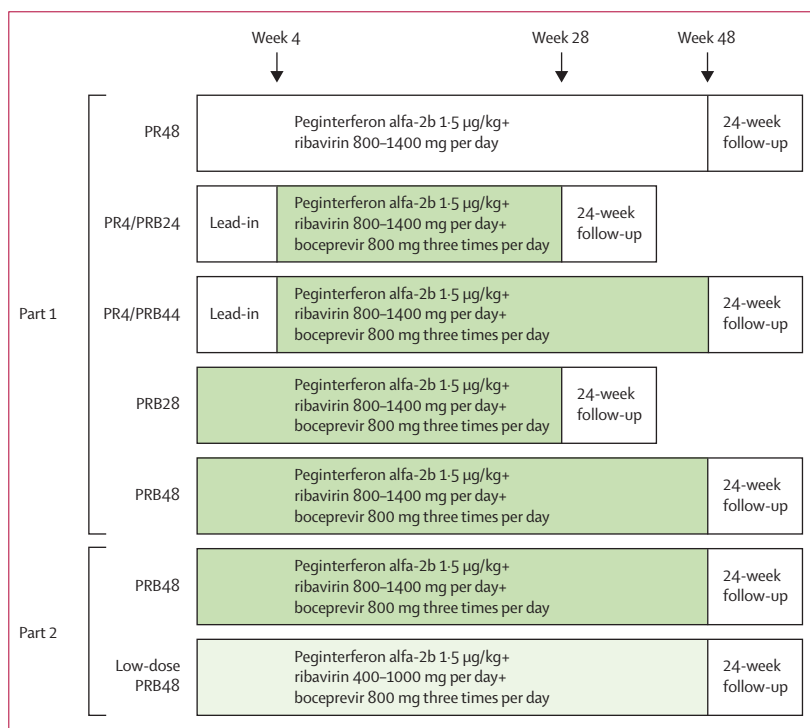 Week 4
Week 28
Week 48
Part 1
PR48
Peginterferon alfa-2b 1·5 µg/kg+
ribavirin 800–1400 mg per day
24-week
follow-up
PR4/PRB24
Lead-in
Peginterferon alfa-2b 1·5 µg/kg+
ribavirin 800–1400 mg per day+
boceprevir 800 mg three times per day
24-week
follow-up
PR4/PRB44
Lead-in
Peginterferon alfa-2b 1·5 µg/kg+
ribavirin 800–1400 mg per day+
boceprevir 800 mg three times per day
24-week
follow-up
PRB28
Peginterferon alfa-2b 1·5 µg/kg+
ribavirin 800–1400 mg per day+
boceprevir 800 mg three times per day
24-week
follow-up
PRB48
Peginterferon alfa-2b 1·5 µg/kg+
ribavirin 800–1400 mg per day+
boceprevir 800 mg three times per day
24-week
follow-up
Part 2
PRB48
Peginterferon alfa-2b 1·5 µg/kg+
ribavirin 800–1400 mg per day+
boceprevir 800 mg three times per day
24-week
follow-up
Low-dose
PRB48
Peginterferon alfa-2b 1·5 µg/kg+
ribavirin 400–1000 mg per day+
boceprevir 800 mg three times per day
24-week
follow-up